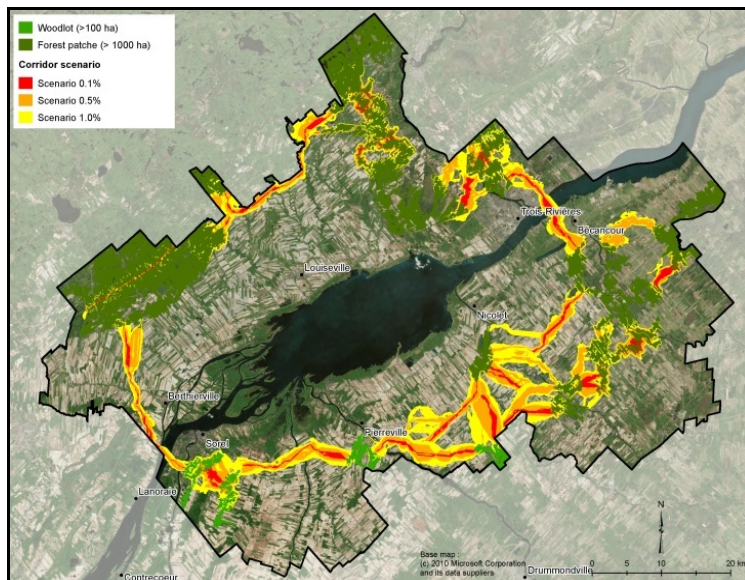 Woodlot (>100 ha)
Forest patche (> 1000 ha)
Corridor scenario
Scenario 0.1%
Scenario 0.5%
Scenario 1.0%
Trois-Rivières
Bécancour
Louiseville
Nicolet
Berthierville
Sorel
Pierreville
Lanoraie
Contrecoeur
N
Base map :
(c) 2010 Microsoft Corporation
and its data suppliers
Drummondville
0 10 20 km